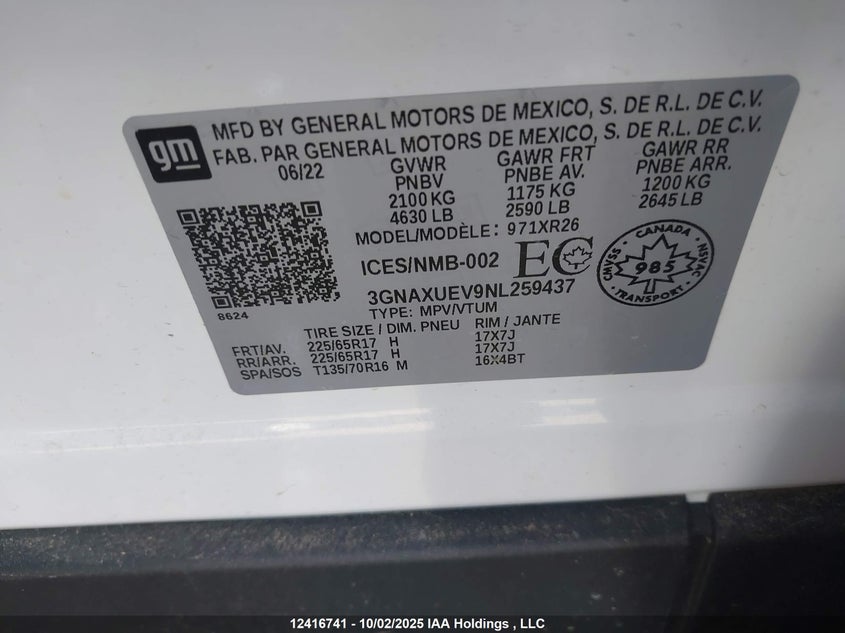 gm
MFD BY GENERAL MOTORS DE MEXICO, S. DE R.L. DE C.V.
FAB. PAR GENERAL MOTORS DE MEXICO, S. DE R.L. DE C.V.
06/22 GVWR GAWR FRT GAWR RR
PNBV PNBE AV. PNBE ARR.
2100 KG 1175 KG 1200 KG
4630 LB 2590 LB 2645 LB
MODEL/MODÈLE: 971XR26
ICES/NMB-002 EC
CANADA
CMVSS 985 NSVAC
TRANSPORT
3GNAXUEV9NL259437
8624 TYPE: MPV/VTUM
TIRE SIZE / DIM. PNEU RIM / JANTE
FRT/AV. 225/65R17 H 17X7J
RR/ARR. 225/65R17 H 17X7J
SPA/SOS T135/70R16 M 16X4BT
12416741 - 10/02/2025 IAA Holdings , LLC